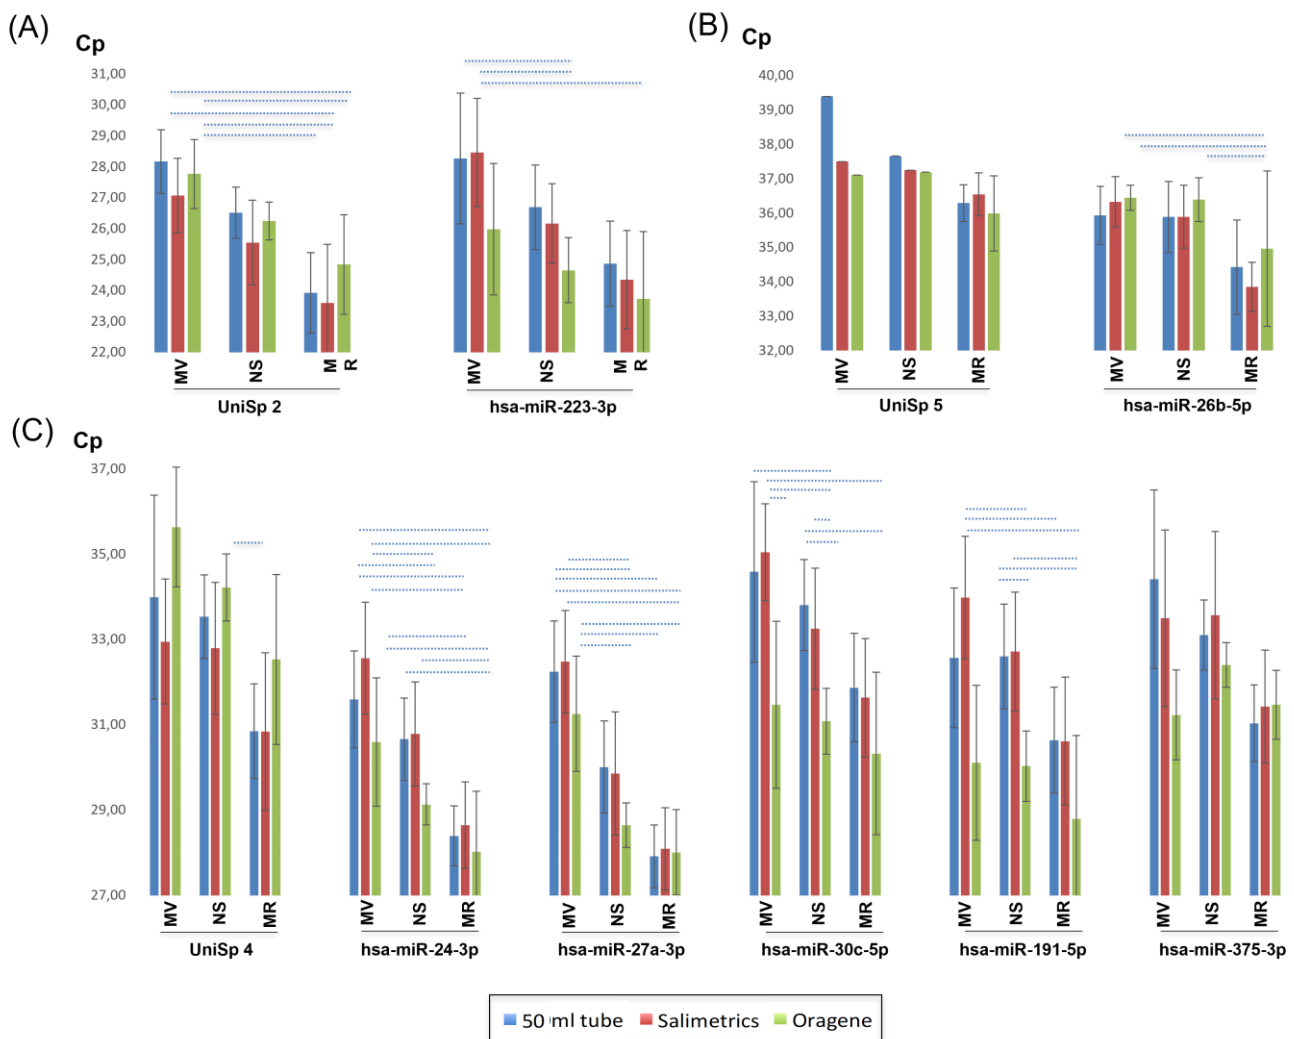 (A)
Cp
31,00
30,00
29,00
28,00
27,00
26,00
25,00
24,00
23,00
22,00
MV
NS
M
R
MV
NS
M
R
UniSp 2
hsa-miR-223-3p
(B)
Cp
40,00
39,00
38,00
37,00
36,00
35,00
34,00
33,00
32,00
MV
NS
MR
MV
NS
MR
UniSp 5
hsa-miR-26b-5p
(C)
Cp
37,00
35,00
33,00
31,00
29,00
27,00
MV
NS
MR
MV
NS
MR
MV
NS
MR
MV
NS
MR
MV
NS
MR
MV
NS
MR
UniSp 4
hsa-miR-24-3p
hsa-miR-27a-3p
hsa-miR-30c-5p
hsa-miR-191-5p
hsa-miR-375-3p
50 ml tube Salimetrics Oragene